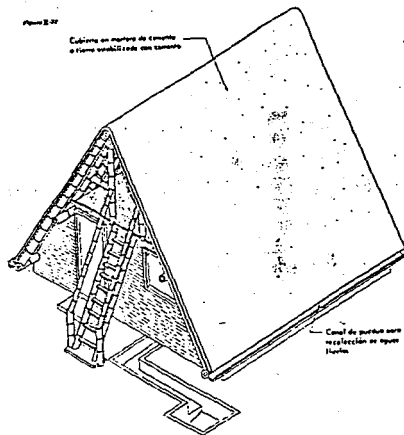 Cubierta en mortero de cemento
o tierra estabilizada con cemento
Canal de guadua para
recolección de aguas
lluvias